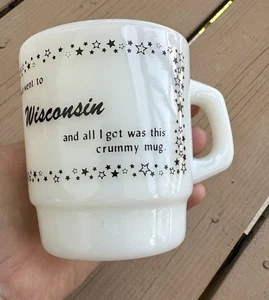 went to
Wisconsin
and all I got was this
crummy mug.